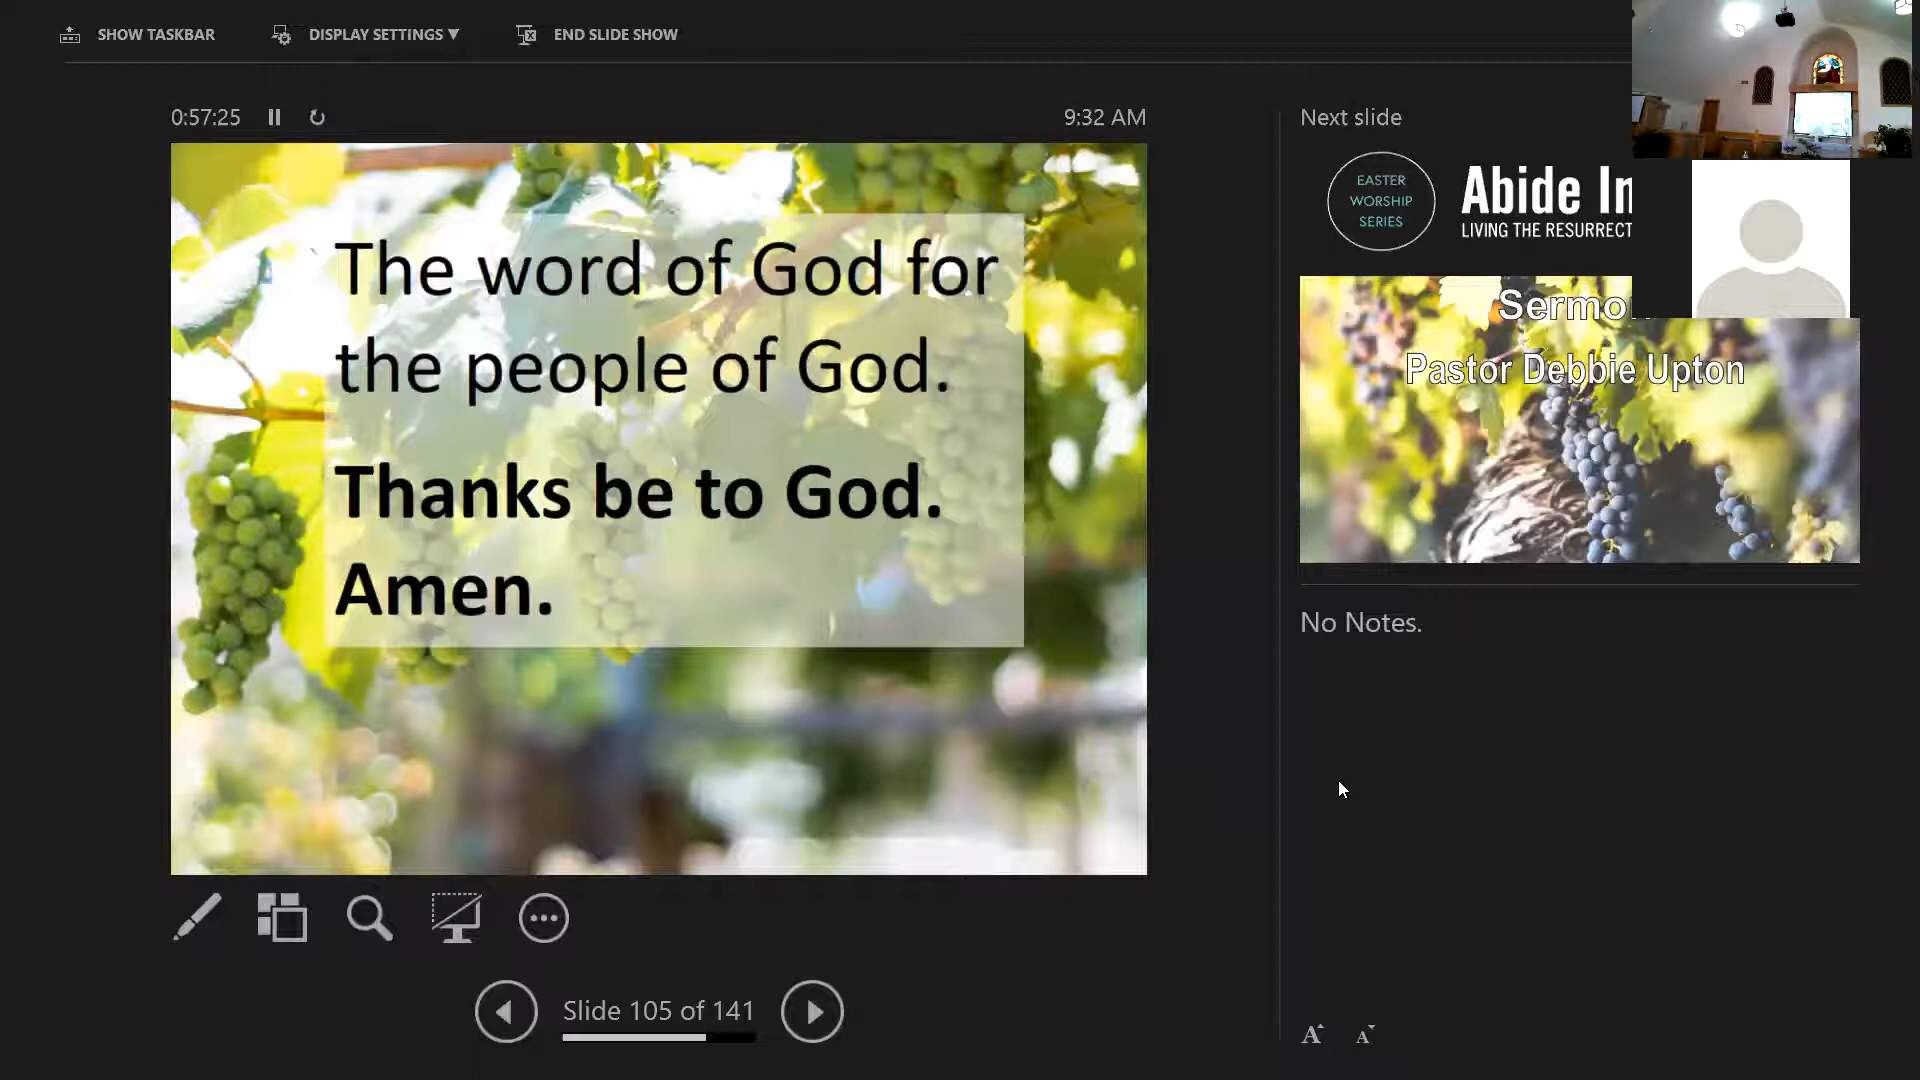 SHOW TASKBAR
DISPLAY SETTINGS ▼
END SLIDE SHOW
0:57:25
9:32 AM
The word of God for
the people of God.
Thanks be to God.
Amen.
Slide 105 of 141
Next slide
EASTER
WORSHIP
SERIES
Abide In
LIVING THE RESURRECT
Sermo
Pastor Debbie Upton
No Notes.
A A